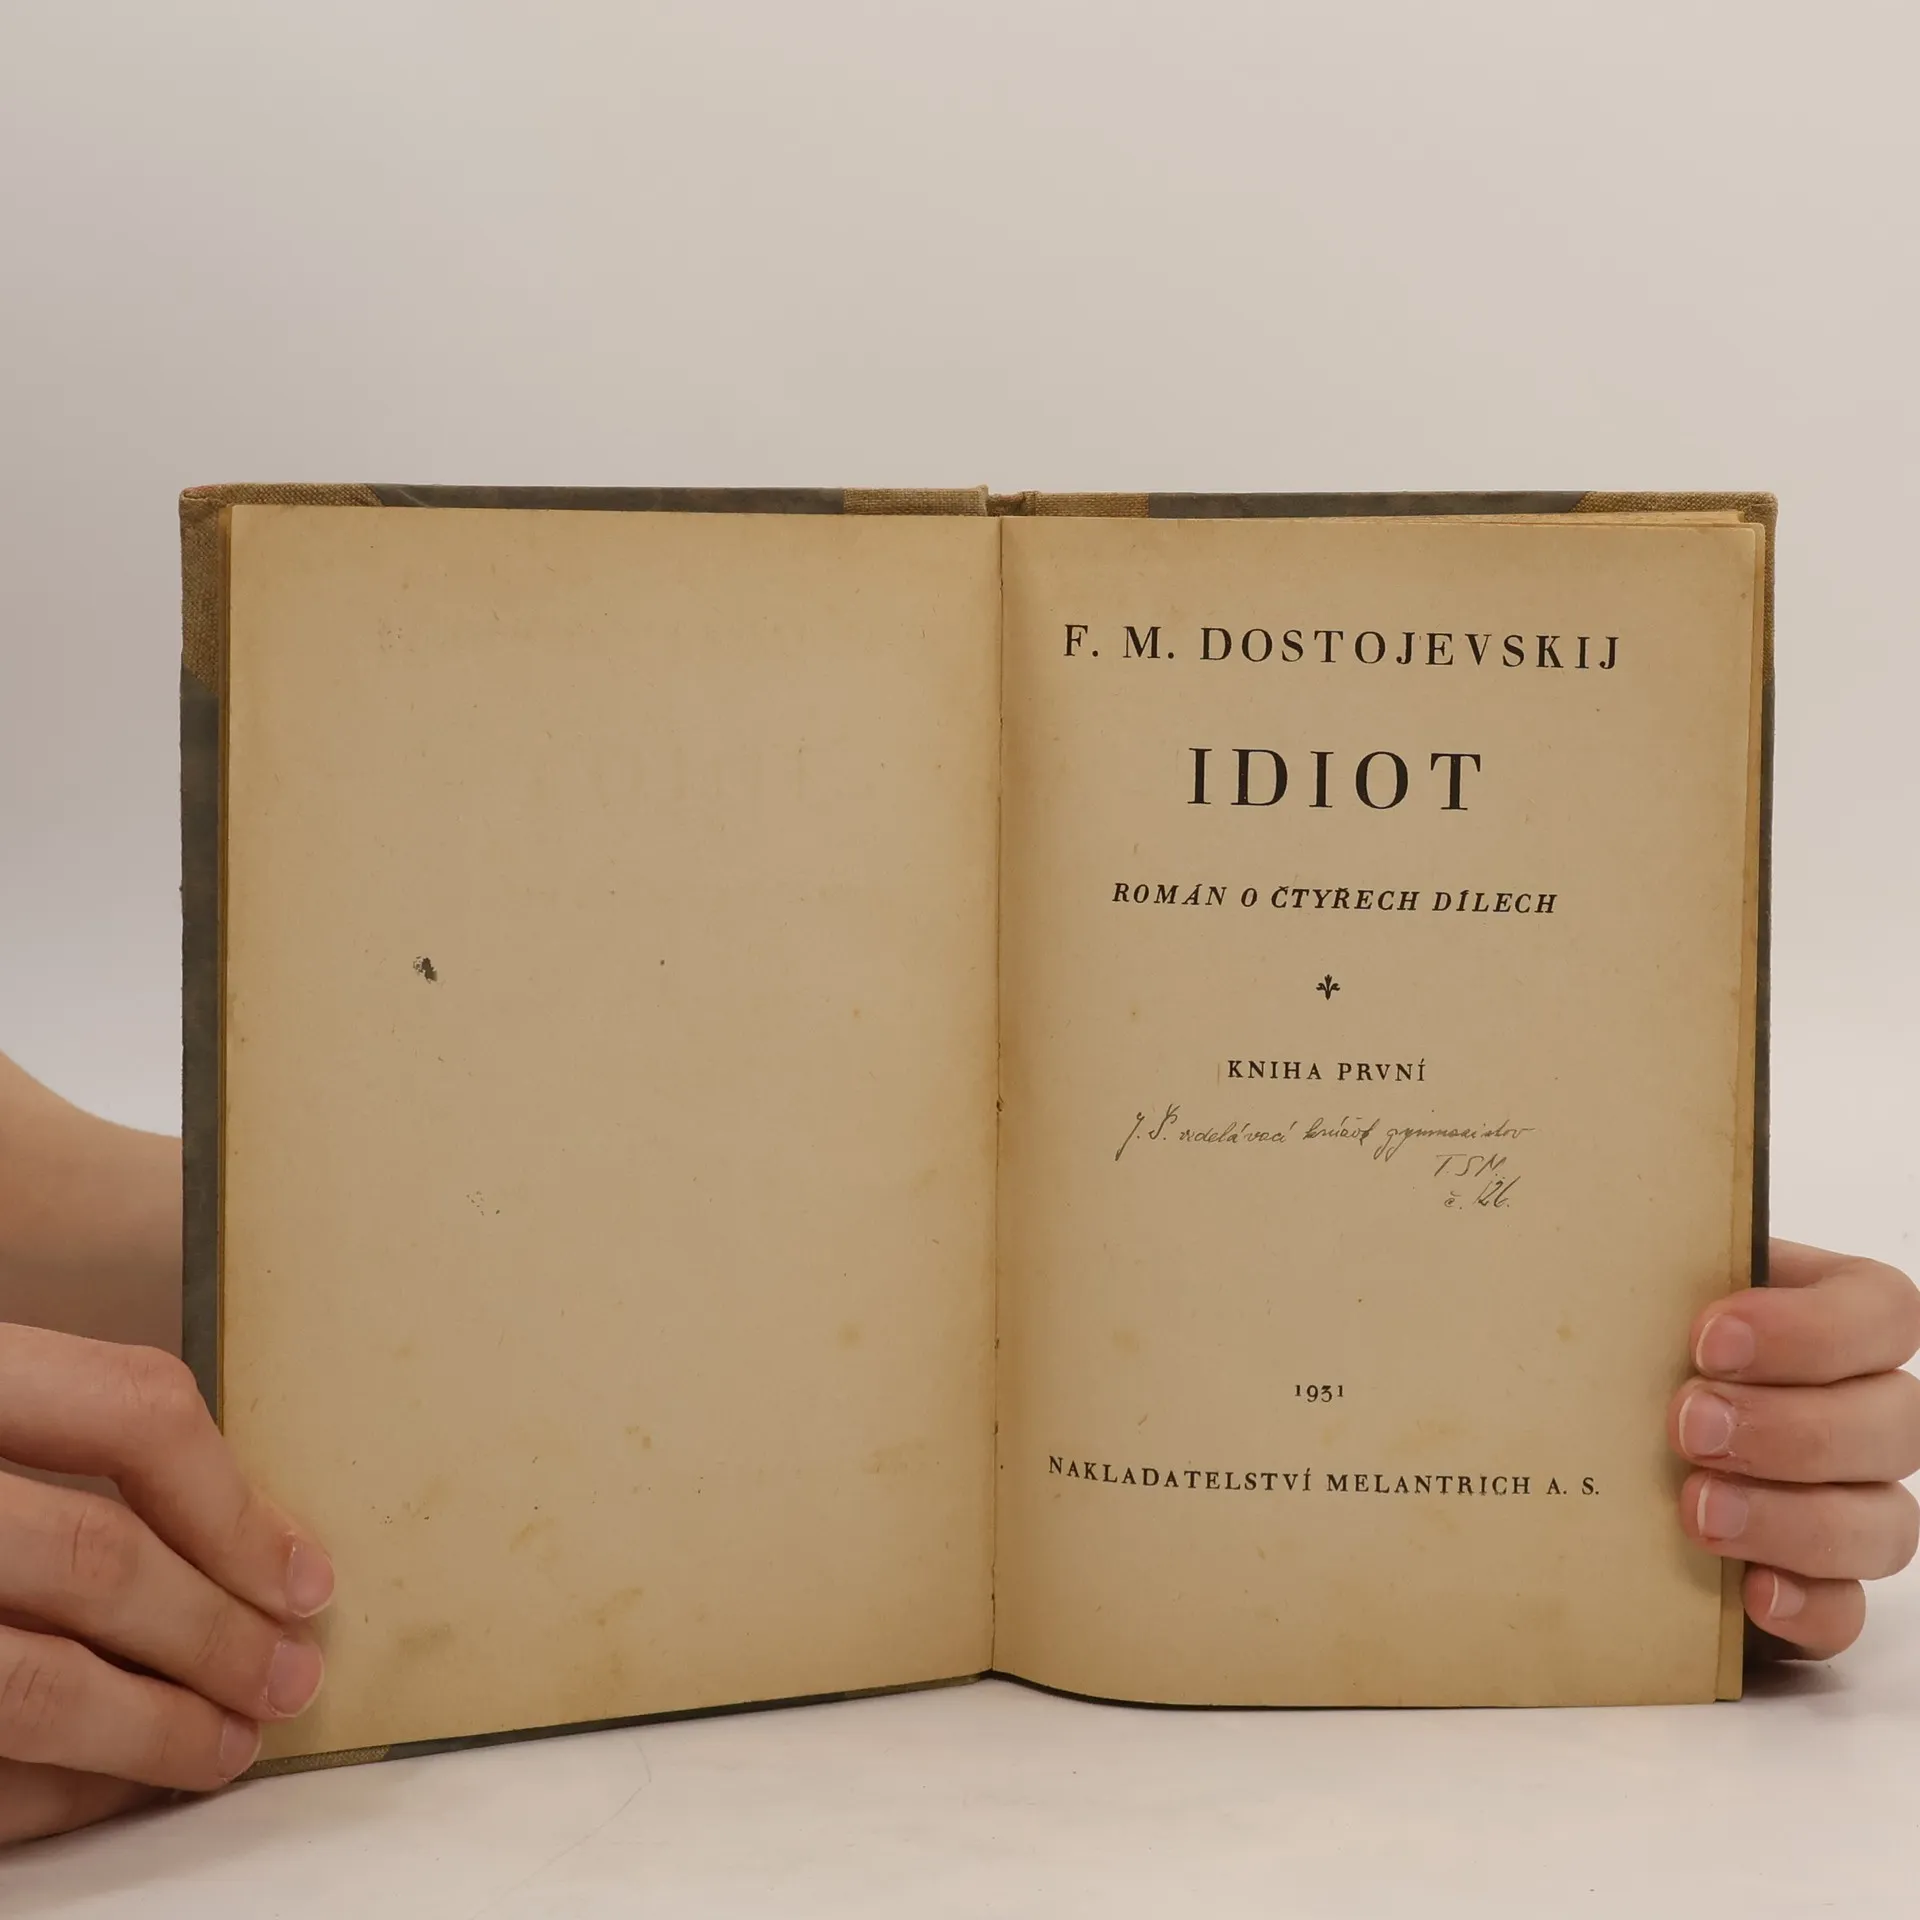 F. M. DOSTOJEVSKIJ
IDIOT
ROMÁN O ČTYŘECH DÍLECH
KNIHA PRVNÍ
J. Š. vzdelávací krúžok gymnazistov
T. S. M.
č. 126.
1931
NAKLADATELSTVÍ MELANTRICH A. S.